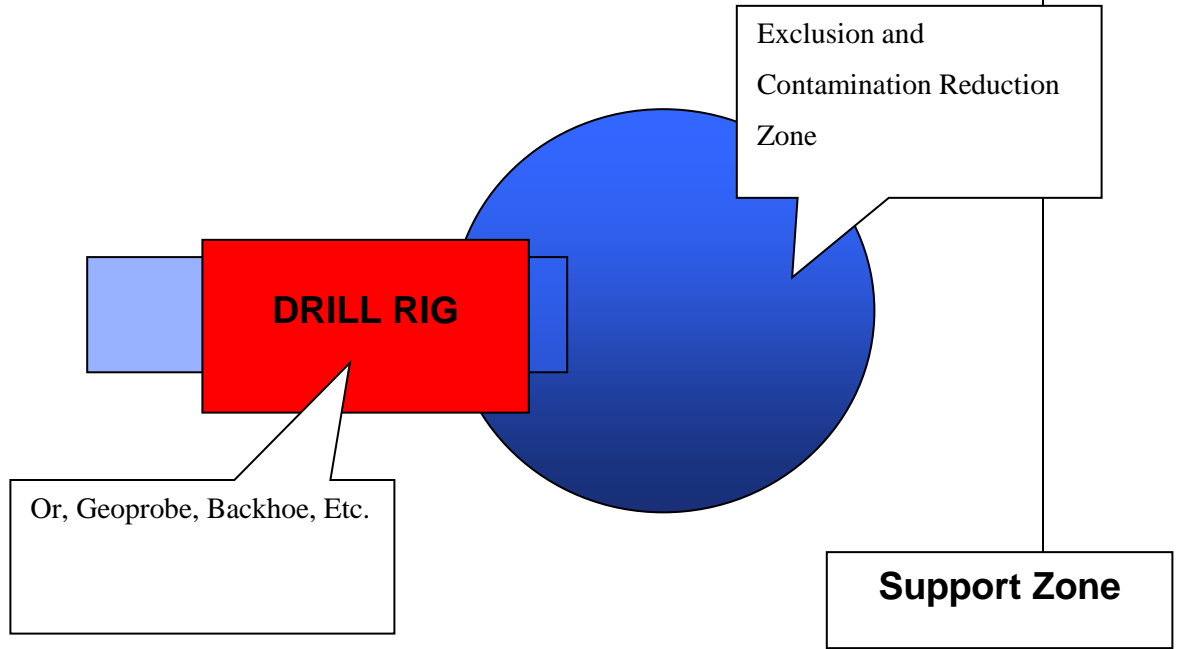 Exclusion and
Contamination Reduction
Zone
DRILL RIG
Or, Geoprobe, Backhoe, Etc.
Support Zone